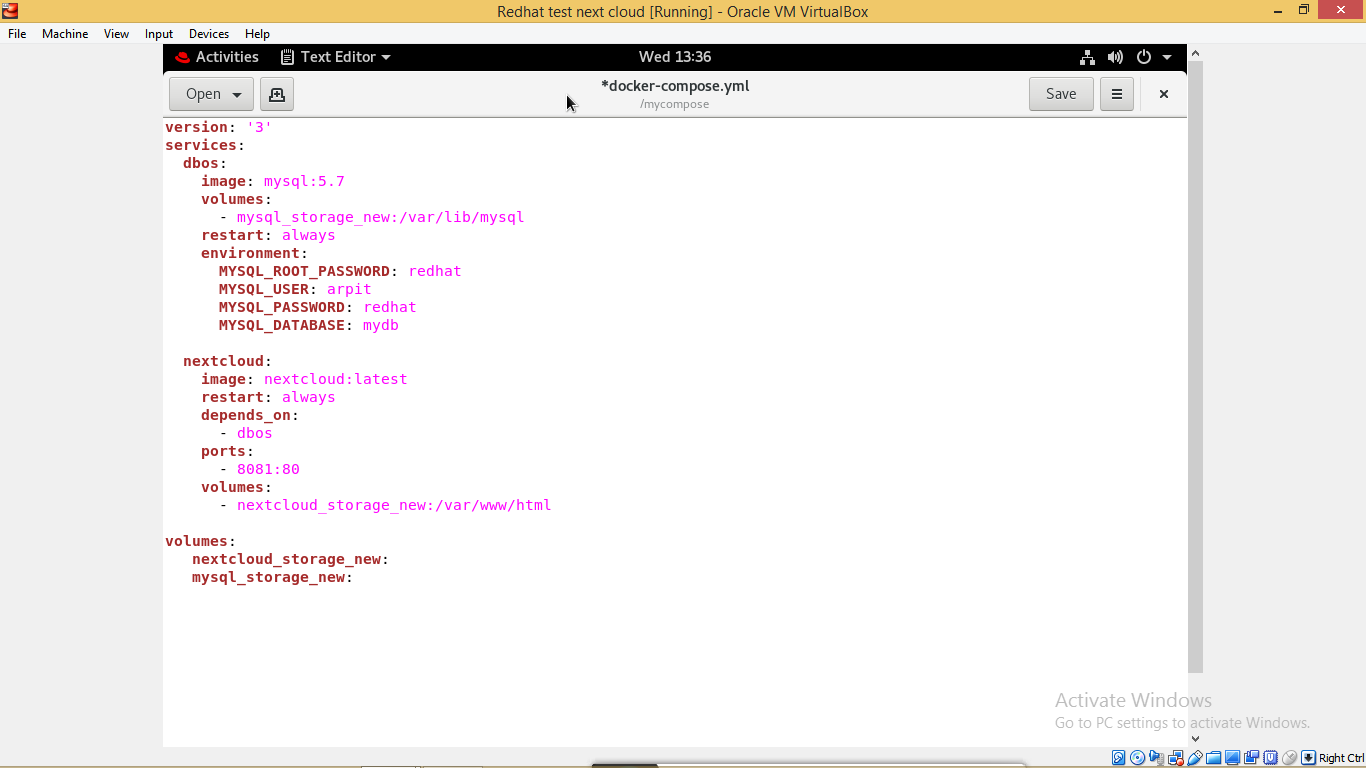 Redhat test next cloud [Running] - Oracle VM VirtualBox
File Machine View Input Devices Help
Activities Text Editor Wed 13:36
Open *docker-compose.yml Save
/mycompose
version: '3'
services:
  dbos:
    image: mysql:5.7
    volumes:
      - mysql_storage_new:/var/lib/mysql
    restart: always
    environment:
      MYSQL_ROOT_PASSWORD: redhat
      MYSQL_USER: arpit
      MYSQL_PASSWORD: redhat
      MYSQL_DATABASE: mydb
  nextcloud:
    image: nextcloud:latest
    restart: always
    depends_on:
      - dbos
    ports:
      - 8081:80
    volumes:
      - nextcloud_storage_new:/var/www/html
volumes:
   nextcloud_storage_new:
   mysql_storage_new:
Activate Windows
Go to PC settings to activate Windows.
Right Ctrl